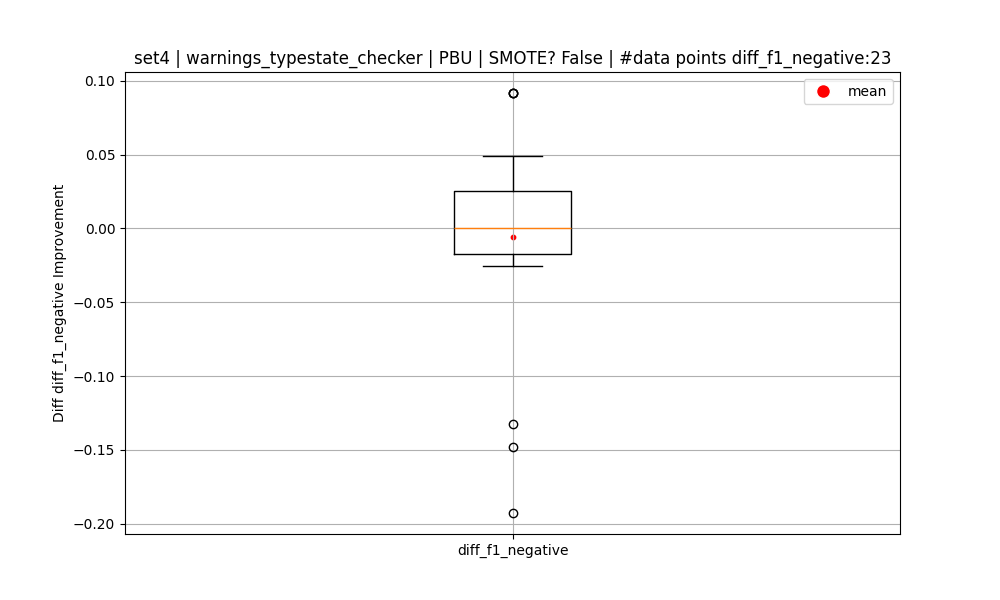 set4 | warnings_typestate_checker | PBU | SMOTE? False | #data points diff_f1_negative:23
mean
0.10
0.05
0.00
−0.05
−0.10
−0.15
−0.20
Diff diff_f1_negative Improvement
diff_f1_negative